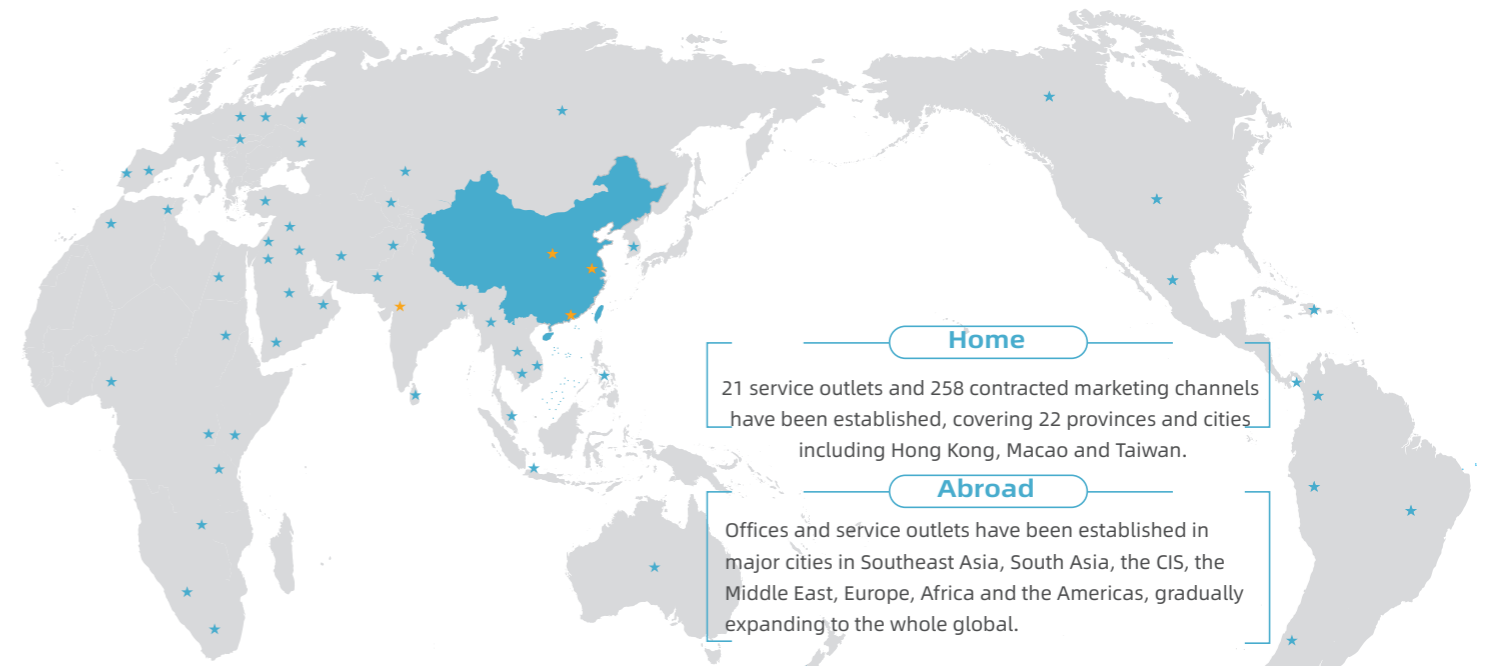 Home
21 service outlets and 258 contracted marketing channels
have been established, covering 22 provinces and cities
including Hong Kong, Macao and Taiwan.
Abroad
Offices and service outlets have been established in
major cities in Southeast Asia, South Asia, the CIS, the
Middle East, Europe, Africa and the Americas, gradually
expanding to the whole global.